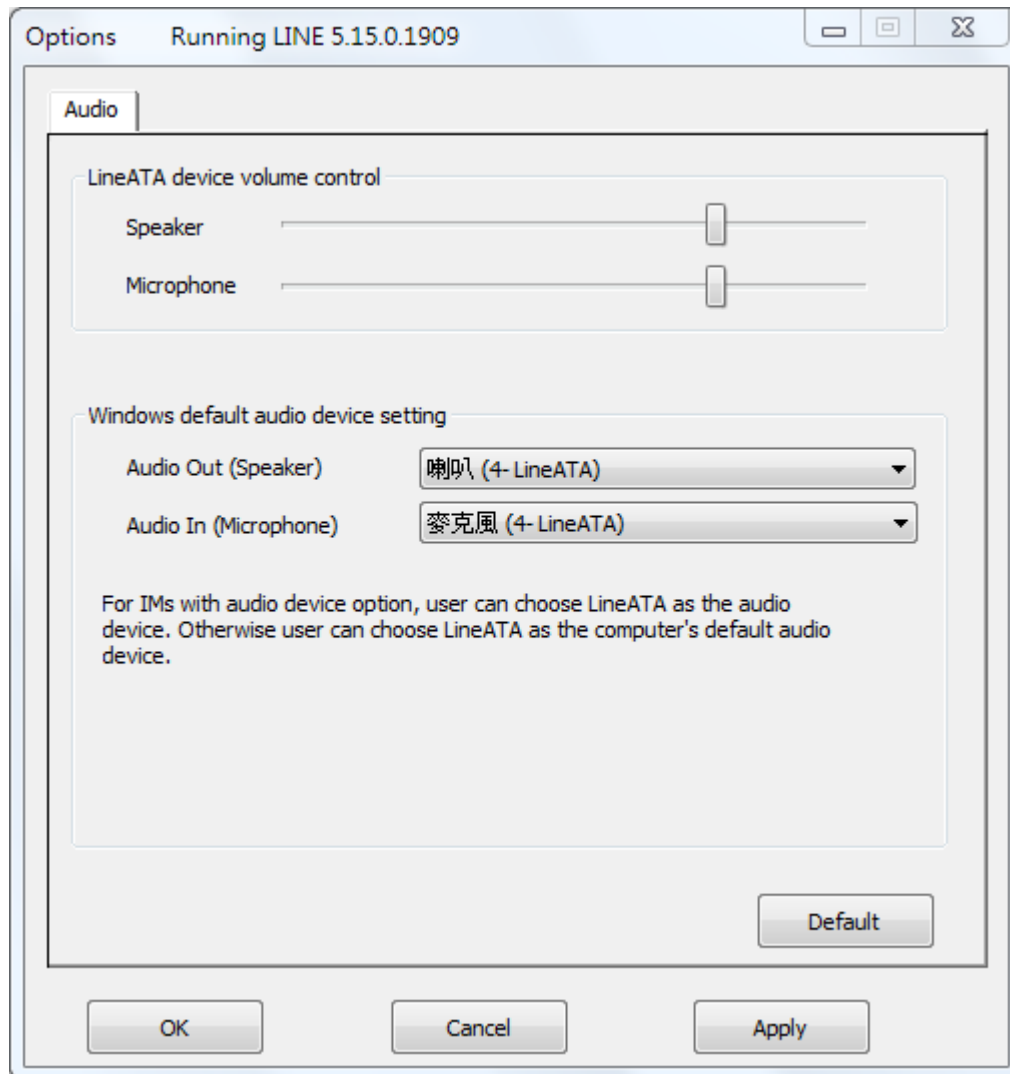 Options Running LINE 5.15.0.1909
Audio
LineATA device volume control
Speaker
Microphone
Windows default audio device setting
Audio Out (Speaker) 喇叭 (4- LineATA)
Audio In (Microphone) 麥克風 (4- LineATA)
For IMs with audio device option, user can choose LineATA as the audio
device. Otherwise user can choose LineATA as the computer's default audio
device.
Default
OK Cancel Apply